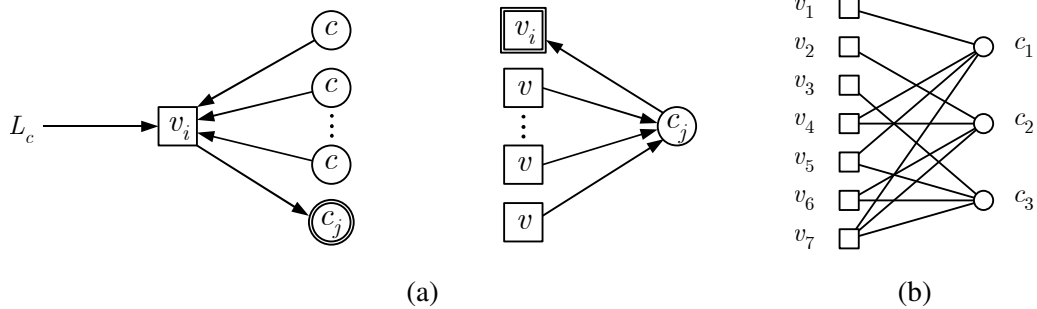 L_c
v_i
c
c
c
c_j
v_i
v
v
v
c_j
v_1
v_2
v_3
v_4
v_5
v_6
v_7
c_1
c_2
c_3
(a)
(b)